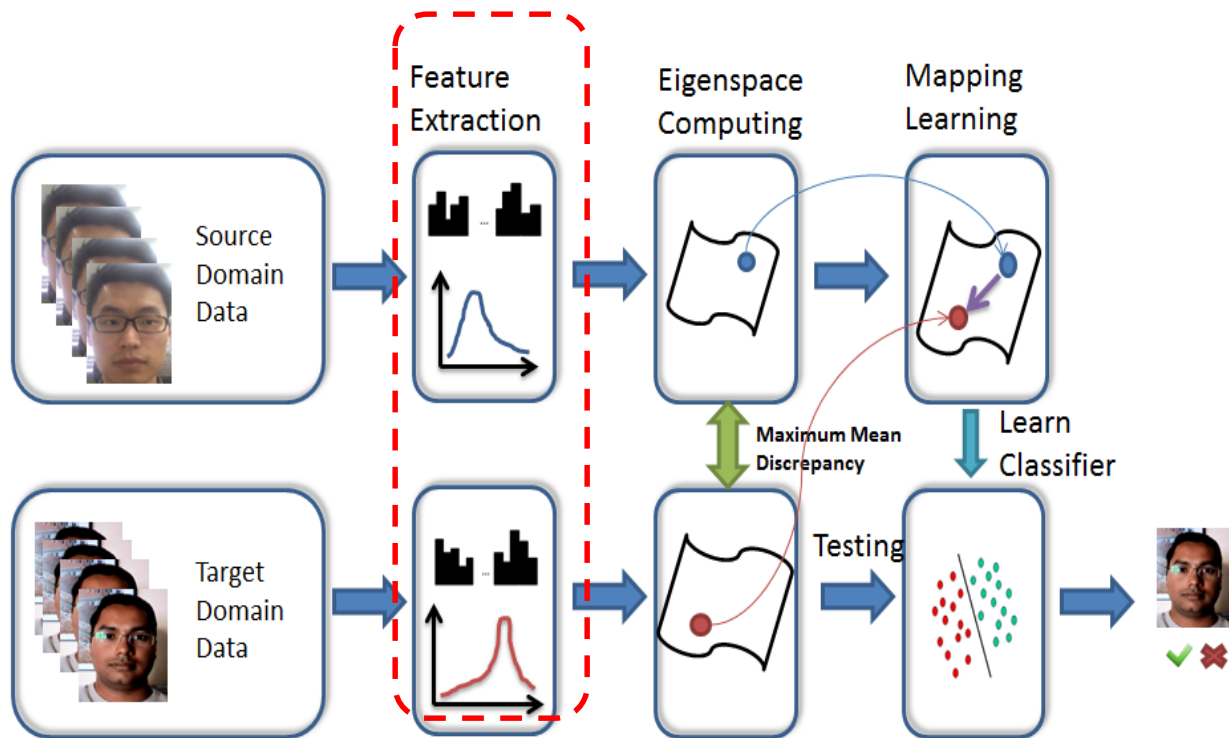 Feature
Extraction
Eigenspace
Computing
Mapping
Learning
Source
Domain
Data
...
Maximum Mean
Discrepancy
Learn
Classifier
Target
Domain
Data
...
Testing